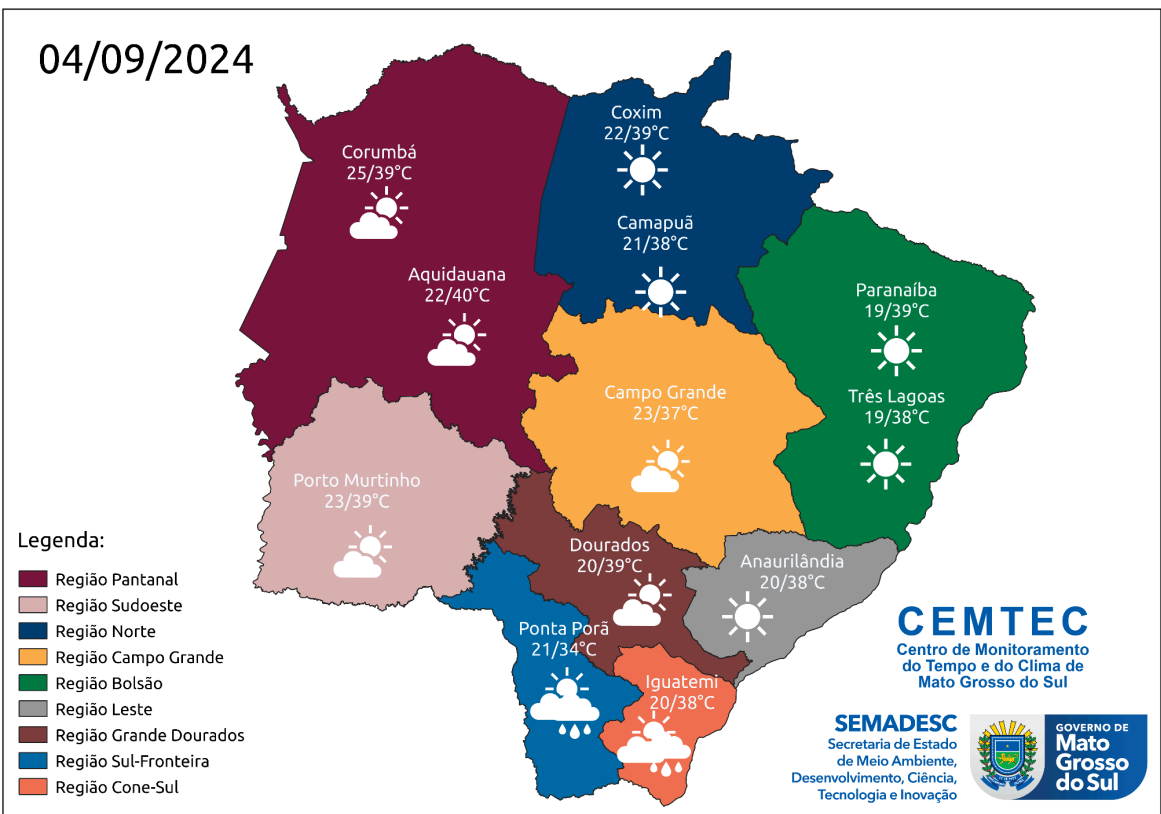 04/09/2024
Coxim
22/39°C
Corumbá
25/39°C
Camapuã
21/38°C
Aquidauana
22/40°C
Paranaíba
19/39°C
Campo Grande
23/37°C
Três Lagoas
19/38°C
Porto Murtinho
23/39°C
Dourados
20/39°C
Anaurilândia
20/38°C
Ponta Porã
21/34°C
Iguatemi
20/38°C
Legenda:
Região Pantanal
Região Sudoeste
Região Norte
Região Campo Grande
Região Bolsão
Região Leste
Região Grande Dourados
Região Sul-Fronteira
Região Cone-Sul
CEMTEC
Centro de Monitoramento
do Tempo e do Clima de
Mato Grosso do Sul
SEMADESC
Secretaria de Estado
de Meio Ambiente,
Desenvolvimento, Ciência,
Tecnologia e Inovação
GOVERNO DE
Mato
Grosso
do Sul